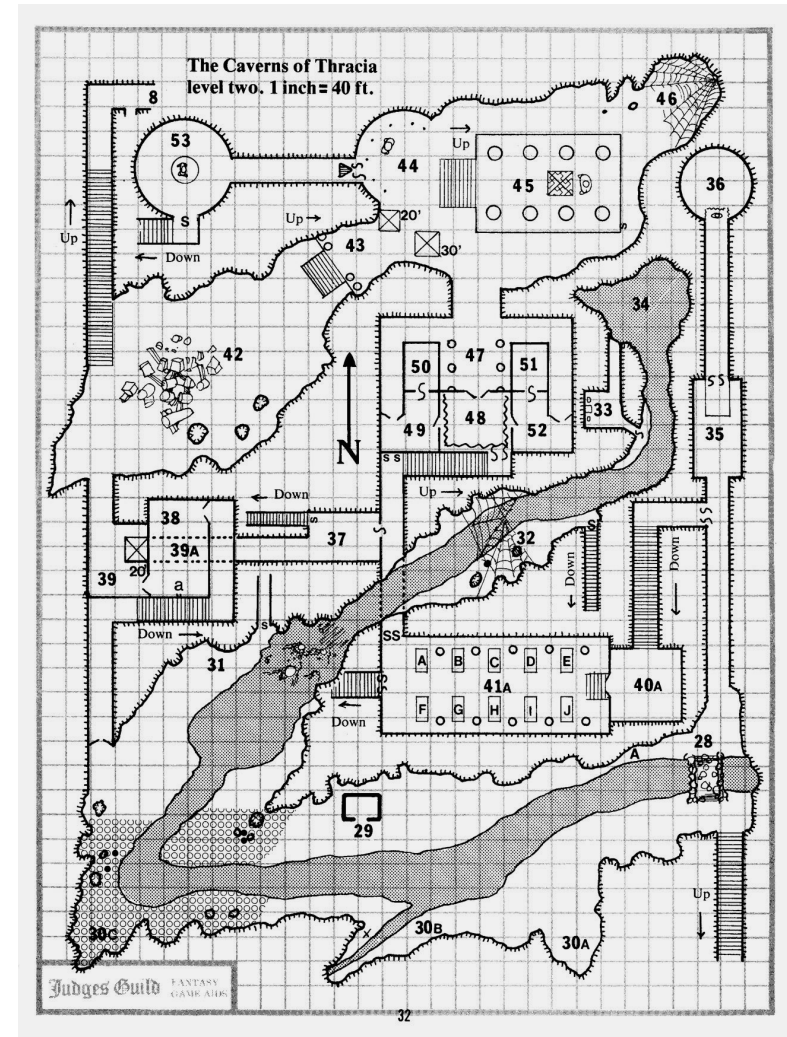 The Caverns of Thracia
level two. 1 inch= 40 ft.
8
46
53
Up
44
45
36
S
Up
20'
s
43
Up
Down
30'
34
42
50
47
51
33
48
49
52
35
N
s s
Down
Up
38
s
37
S
32
39A
20'
39
a
Down
Down
Down
31
s
SS
A B C D E
41A
40A
F G H I J
Down
A
28
29
Up
30C
x
30B
30A
Judges Guild
FANTASY
GAME AIDS
32